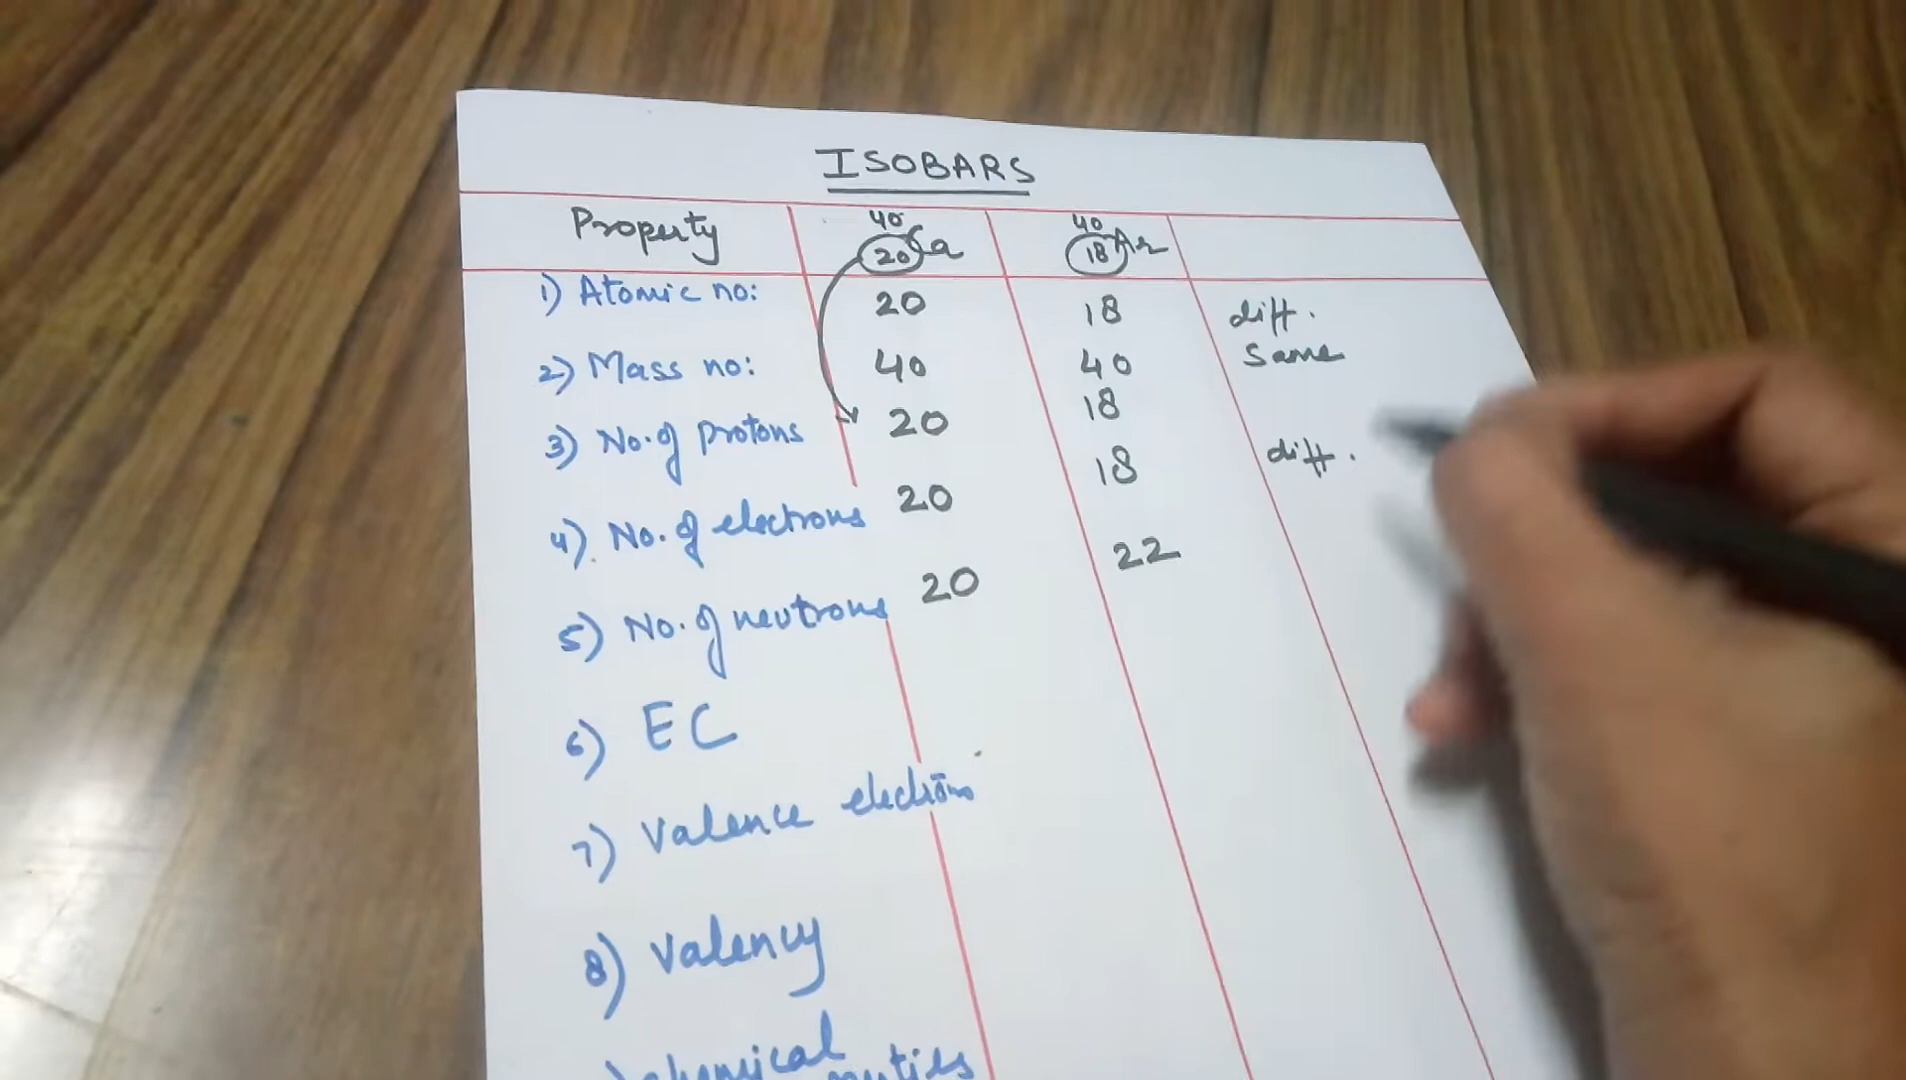 ISOBARS
Property 40 20 Ca 40 18 Ar
1) Atomic no: 20 18 diff.
2) Mass no: 40 40 Same
3) No. of protons 20 18
4) No. of electrons 20 18 diff.
5) No. of neutrons 20 22
6) EC
7) Valence electrons
8) Valency
chemical